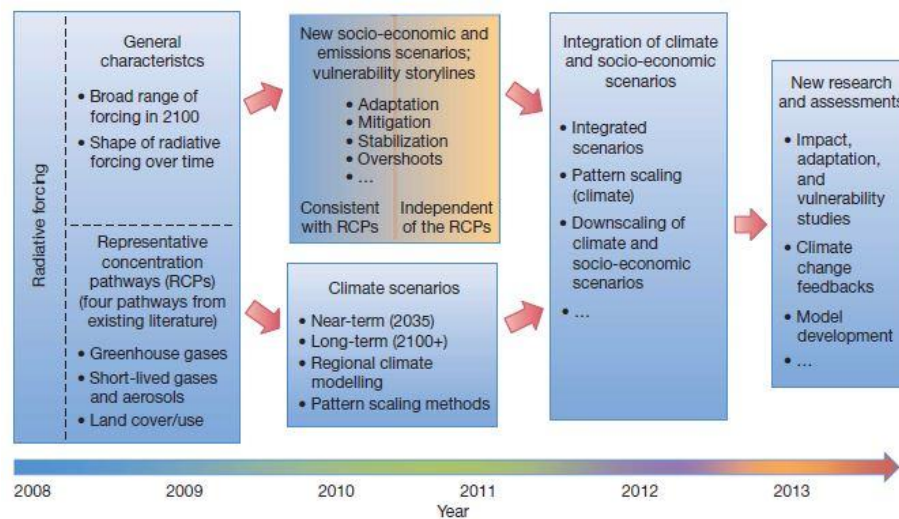 Radiative forcing
General
characteristcs
• Broad range of
forcing in 2100
• Shape of radiative
forcing over time
Representative
concentration
pathways (RCPs)
(four pathways from
existing literature)
• Greenhouse gases
• Short-lived gases
and aerosols
• Land cover/use
New socio-economic and
emissions scenarios;
vulnerability storylines
• Adaptation
• Mitigation
• Stabilization
• Overshoots
• ...
Consistent
with RCPs
Independent
of the RCPs
Climate scenarios
• Near-term (2035)
• Long-term (2100+)
• Regional climate
modelling
• Pattern scaling methods
Integration of climate
and socio-economic
scenarios
• Integrated
scenarios
• Pattern scaling
(climate)
• Downscaling of
climate and
socio-economic
scenarios
• ...
New research
and assessments
• Impact,
adaptation,
and
vulnerability
studies
• Climate
change
feedbacks
• Model
development
• ...
2008 2009 2010 2011 2012 2013
Year